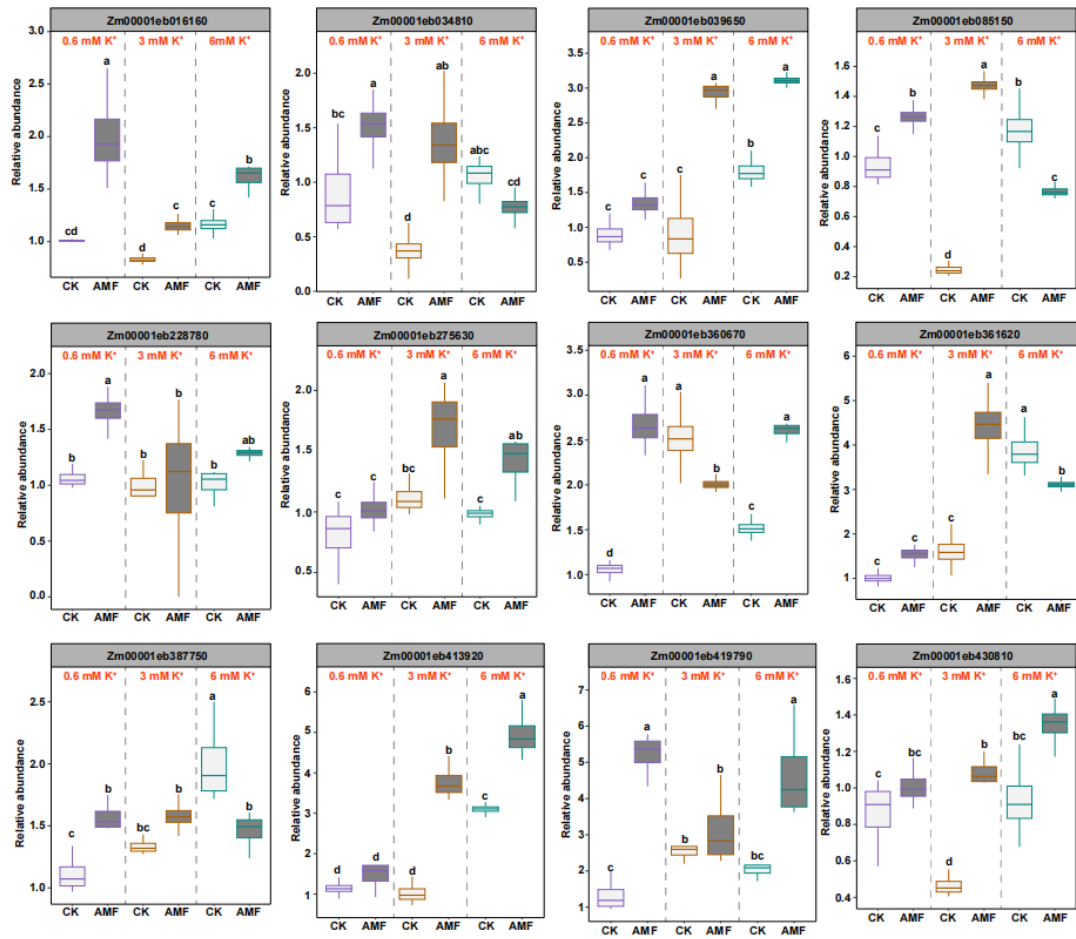 Zm00001eb016160
0.6 mM K⁺ 3 mM K⁺ 6mM K⁺
Relative abundance
3.0
2.5
2.0
1.5
1.0
cd a d c c b
CK AMF CK AMF CK AMF
Zm00001eb034810
0.6 mM K⁺ 3 mM K⁺ 6 mM K⁺
Relative abundance
2.0
1.5
1.0
0.5
0.0
bc a d ab abc cd
CK AMF CK AMF CK AMF
Zm00001eb039650
0.6 mM K⁺ 3 mM K⁺ 6 mM K⁺
Relative abundance
3.5
3.0
2.5
2.0
1.5
1.0
0.5
c c c a b a
CK AMF CK AMF CK AMF
Zm00001eb085150
0.6 mM K⁺ 3 mM K⁺ 6 mM K⁺
Relative abundance
1.6
1.4
1.2
1.0
0.8
0.6
0.4
0.2
c b d a b c
CK AMF CK AMF CK AMF
Zm00001eb228780
0.6 mM K⁺ 3 mM K⁺ 6 mM K⁺
Relative abundance
2.0
1.5
1.0
0.5
0.0
b a b b b ab
CK AMF CK AMF CK AMF
Zm00001eb275630
0.6 mM K⁺ 3 mM K⁺ 6 mM K⁺
Relative abundance
2.0
1.5
1.0
0.5
c c bc a c ab
CK AMF CK AMF CK AMF
Zm00001eb360670
0.6 mM K⁺ 3 mM K⁺ 6 mM K⁺
Relative abundance
3.5
3.0
2.5
2.0
1.5
1.0
d a a b c a
CK AMF CK AMF CK AMF
Zm00001eb361620
0.6 mM K⁺ 3 mM K⁺ 6 mM K⁺
Relative abundance
6
5
4
3
2
1
c c c a a b
CK AMF CK AMF CK AMF
Zm00001eb387750
0.6 mM K⁺ 3 mM K⁺ 6 mM K⁺
Relative abundance
2.5
2.0
1.5
1.0
c b bc b a b
CK AMF CK AMF CK AMF
Zm00001eb413920
0.6 mM K⁺ 3 mM K⁺ 6 mM K⁺
Relative abundance
6
5
4
3
2
1
d d d b c a
CK AMF CK AMF CK AMF
Zm00001eb419790
0.6 mM K⁺ 3 mM K⁺ 6 mM K⁺
Relative abundance
7
6
5
4
3
2
1
c a b b bc a
CK AMF CK AMF CK AMF
Zm00001eb430810
0.6 mM K⁺ 3 mM K⁺ 6 mM K⁺
Relative abundance
1.6
1.4
1.2
1.0
0.8
0.6
0.4
c bc d b bc a
CK AMF CK AMF CK AMF